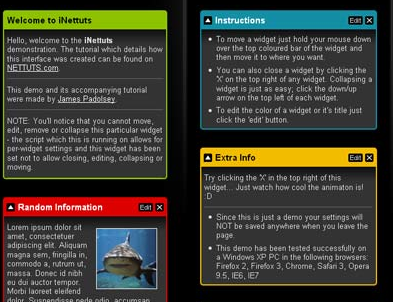 Welcome to iNettuts
Hello, welcome to the iNettuts
demonstration. The tutorial which details how
this interface was created can be found on
NETTUTS.com.
This demo and its accompanying tutorial
were made by James Padolsey.
NOTE: You'll notice that you cannot move,
edit, remove or collapse this particular widget
- the script which this is running on allows for
per-widget settings and this widget has been
set not to allow closing, editing, collapsing or
moving.
Random Information Edit X
Lorem ipsum dolor sit
amet, consectetuer
adipiscing elit. Aliquam
magna sem, fringilla in,
commodo a, rutrum ut,
massa. Donec id nibh
eu dui auctor tempor.
Morbi laoreet eleifend
dolor. Suspendisse pede odio, accumsan
Instructions Edit X
• To move a widget just hold your mouse down
over the top coloured bar of the widget and
then move it to where you want.
• You can also close a widget by clicking the
'X' on the top right of any widget. Collapsing a
widget is just as easy; click the down/up
arrow on the top left of each widget.
• To edit the color of a widget or it's title just
click the 'edit' button.
Extra Info Edit X
Try clicking the 'X' in the top right of this
widget... Just watch how cool the animaton is!
:D
• Since this is just a demo your settings will
NOT be saved anywhere when you leave the
page.
• This demo has been tested successfully on
a Windows XP PC in the following browsers:
Firefox 2, Firefox 3, Chrome, Safari 3, Opera
9.5, IE6, IE7